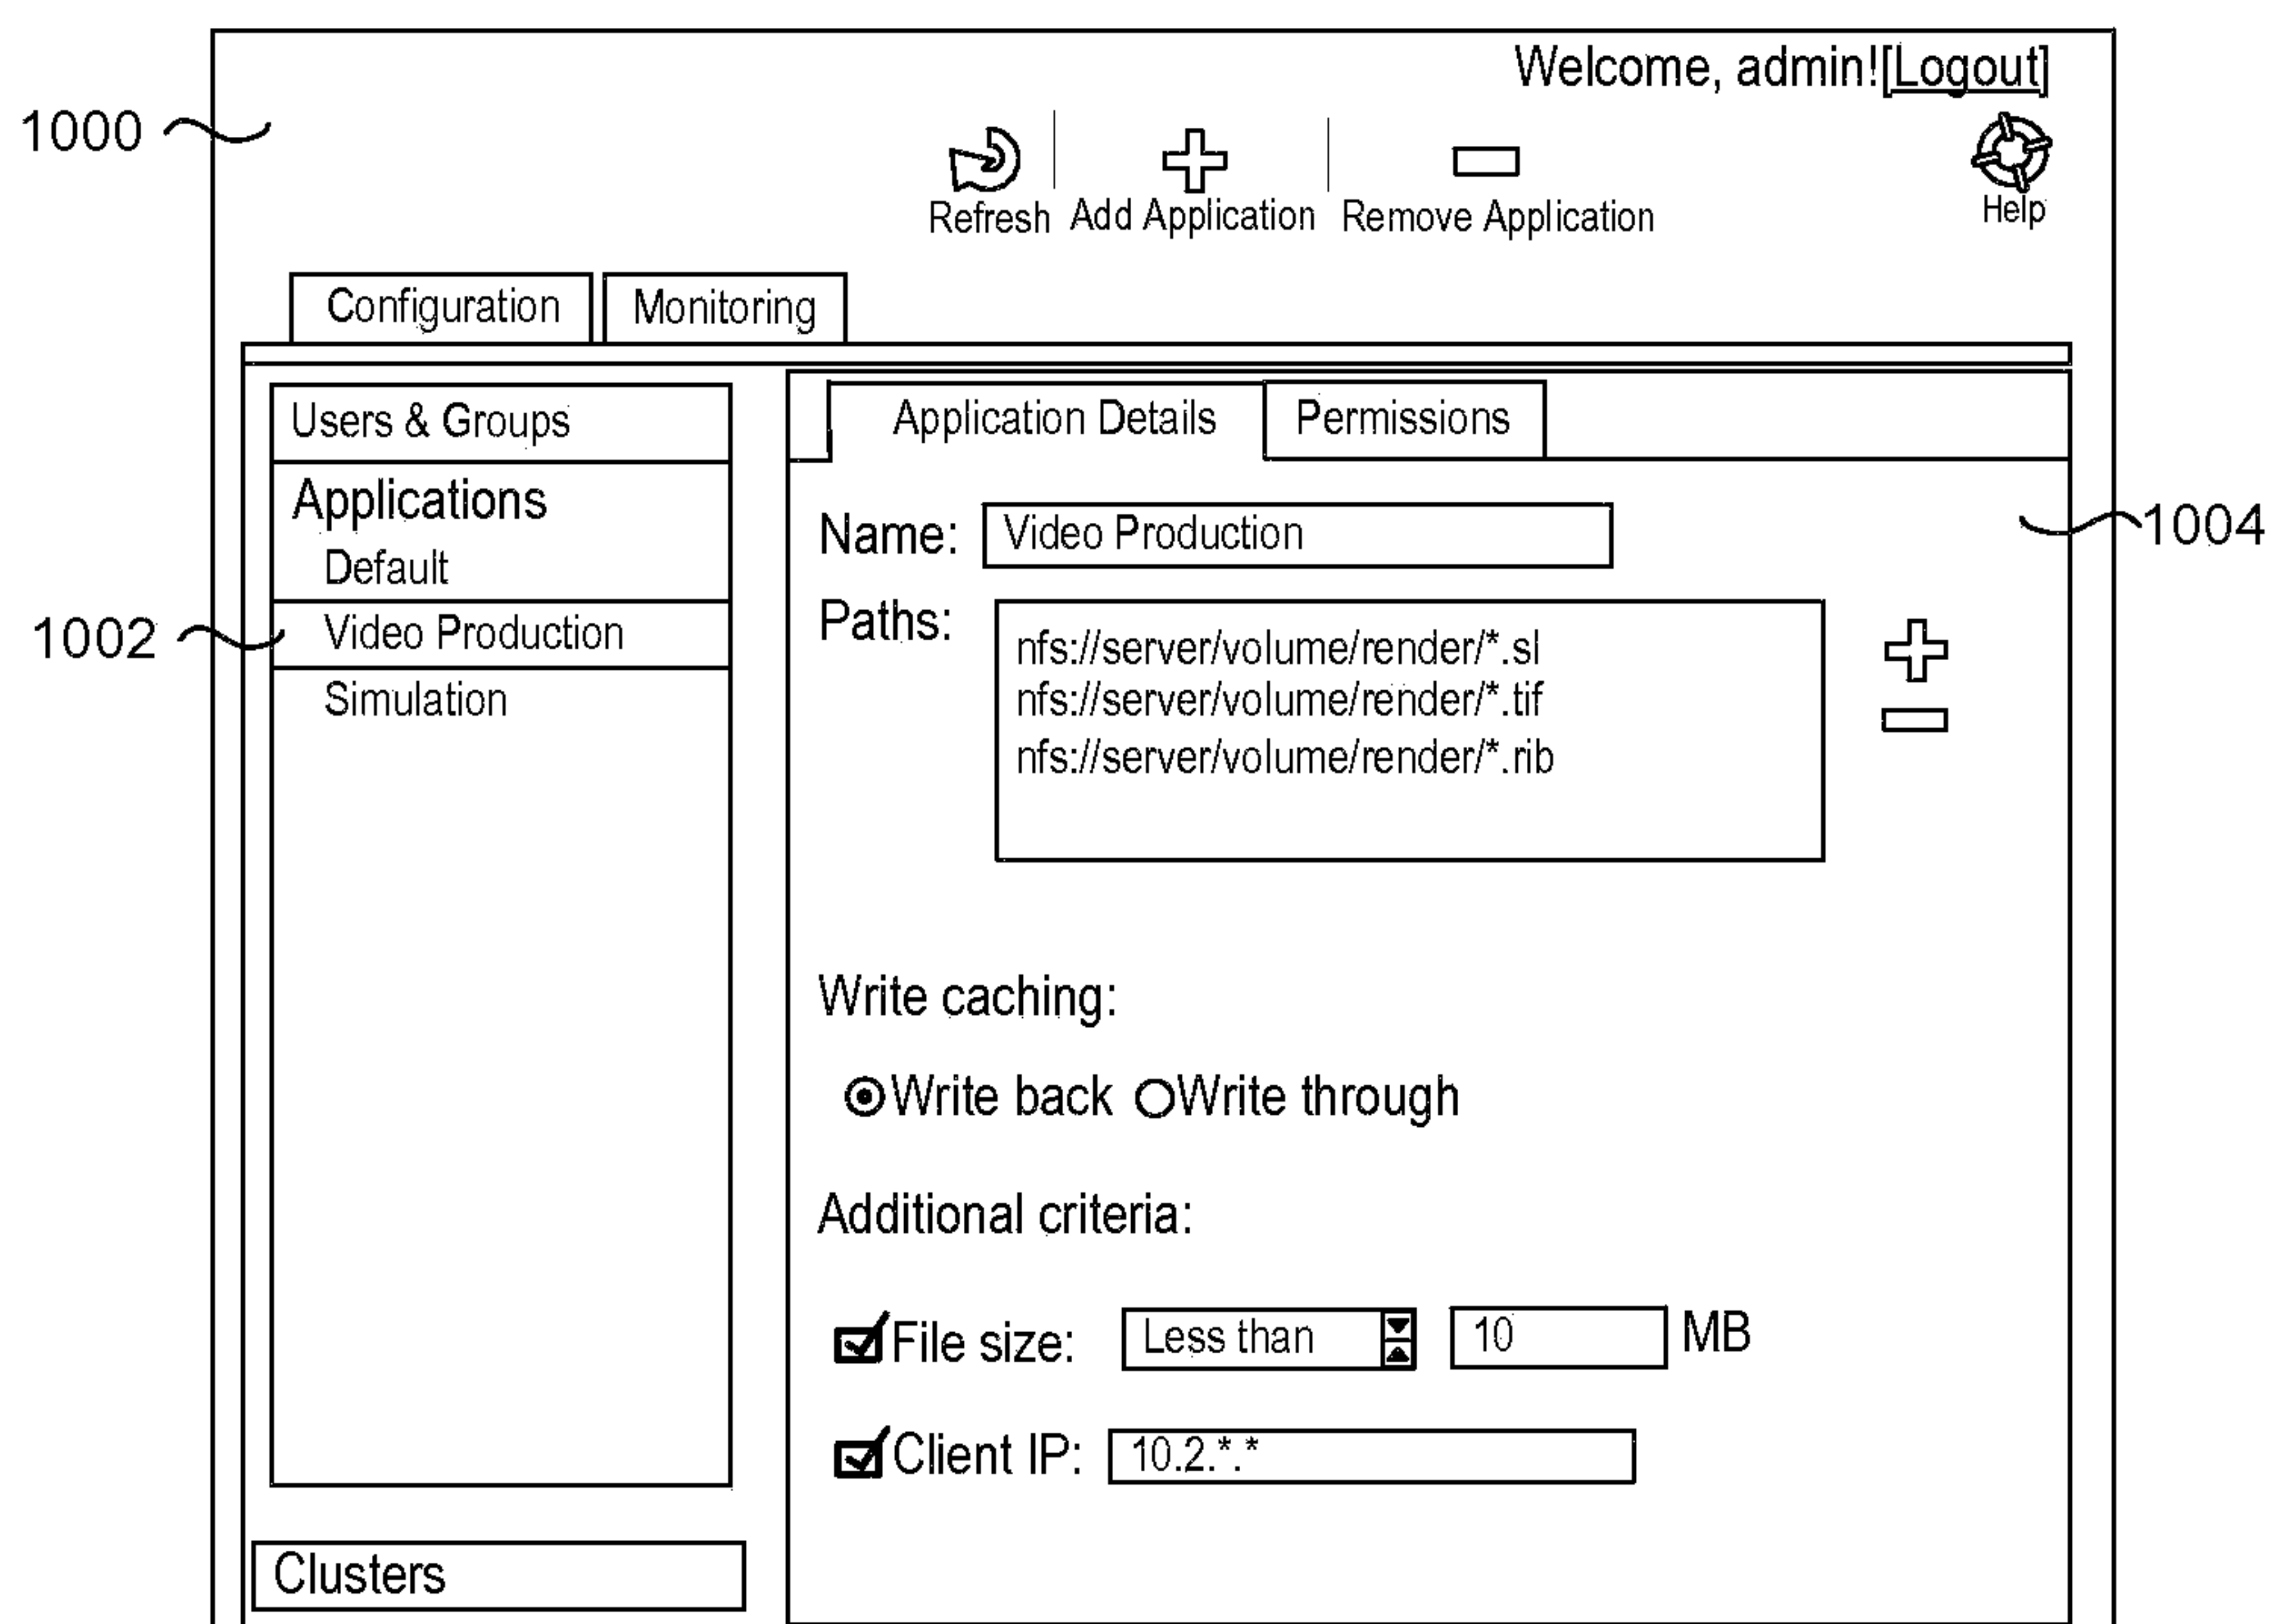 Welcome, admin![Logout]
1000
Refresh Add Application Remove Application Help
Configuration Monitoring
Users & Groups
Applications
Default
1002
Video Production
Simulation
Clusters
Application Details Permissions
Name: Video Production
1004
Paths:
nfs://server/volume/render/*.sl
nfs://server/volume/render/*.tif
nfs://server/volume/render/*.rib
Write caching:
Write back Write through
Additional criteria:
File size: Less than 10 MB
Client IP: 10.2.*.*